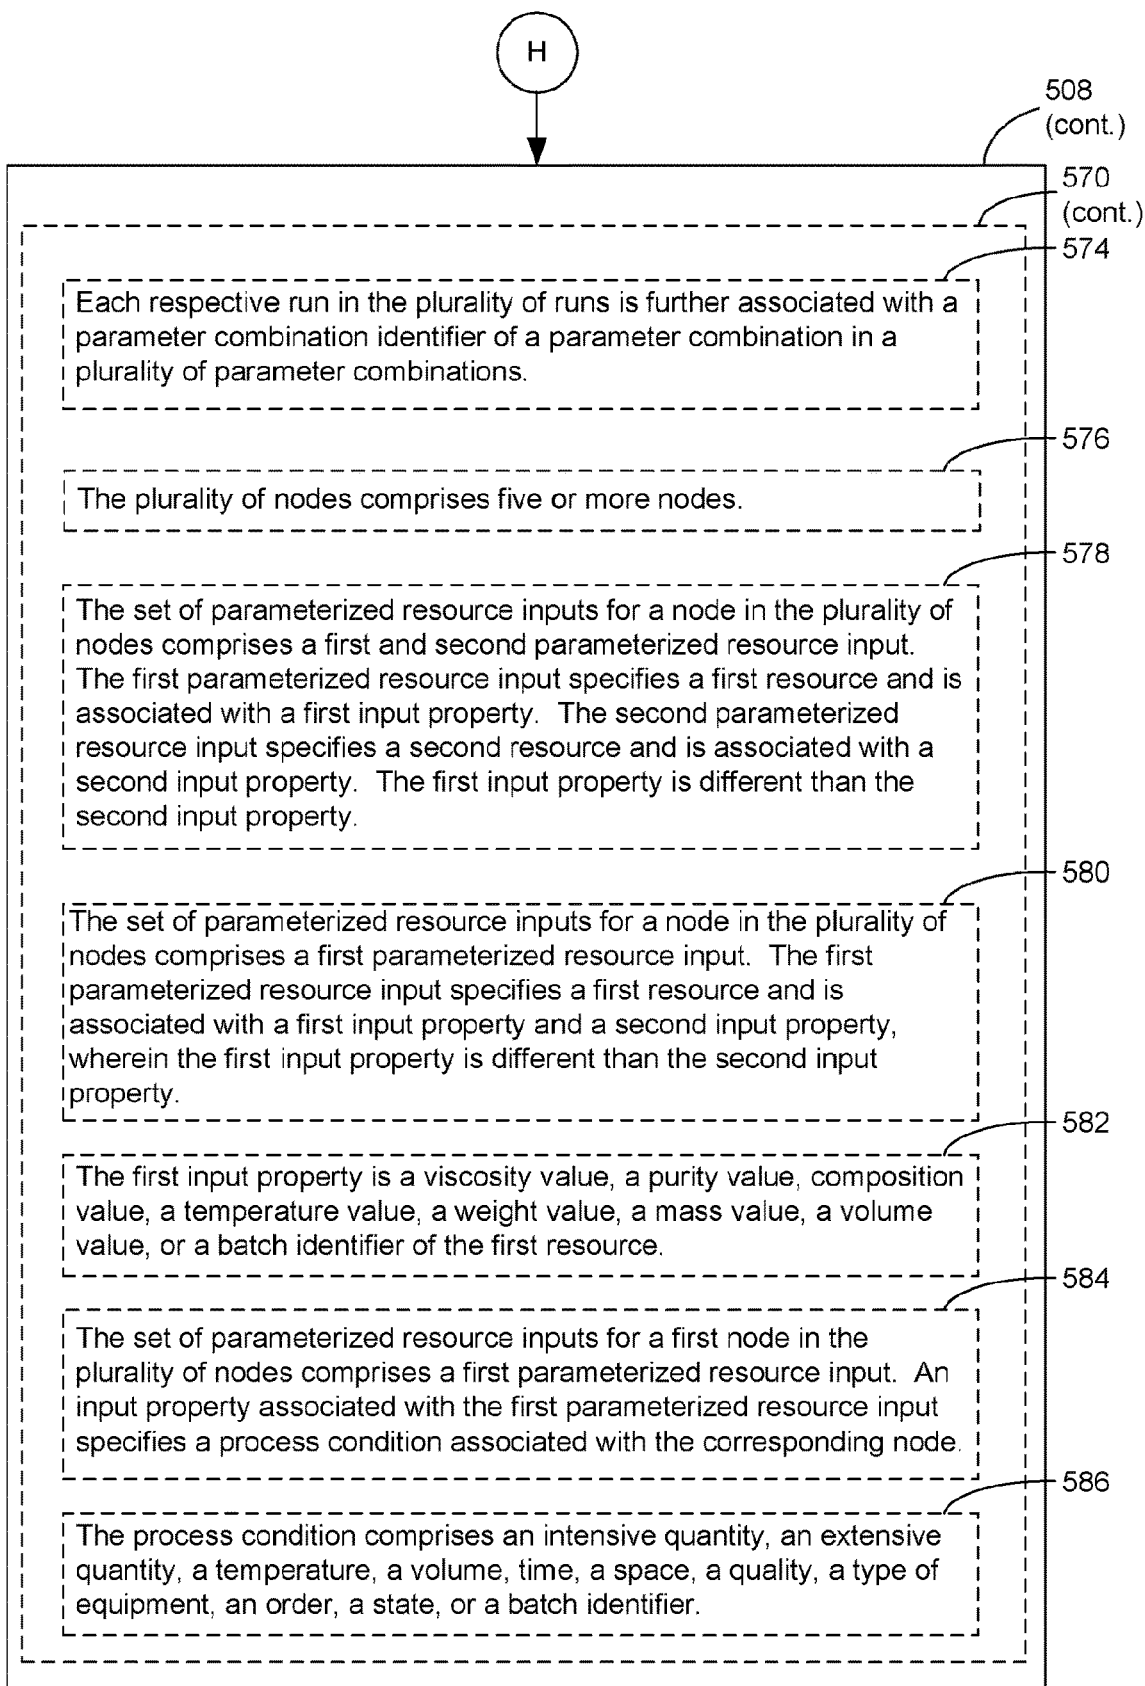 H
508
(cont.)
570
(cont.)
574
Each respective run in the plurality of runs is further associated with a
parameter combination identifier of a parameter combination in a
plurality of parameter combinations.
576
The plurality of nodes comprises five or more nodes.
578
The set of parameterized resource inputs for a node in the plurality of
nodes comprises a first and second parameterized resource input.
The first parameterized resource input specifies a first resource and is
associated with a first input property.  The second parameterized
resource input specifies a second resource and is associated with a
second input property.  The first input property is different than the
second input property.
580
The set of parameterized resource inputs for a node in the plurality of
nodes comprises a first parameterized resource input.  The first
parameterized resource input specifies a first resource and is
associated with a first input property and a second input property,
wherein the first input property is different than the second input
property.
582
The first input property is a viscosity value, a purity value, composition
value, a temperature value, a weight value, a mass value, a volume
value, or a batch identifier of the first resource.
584
The set of parameterized resource inputs for a first node in the
plurality of nodes comprises a first parameterized resource input.  An
input property associated with the first parameterized resource input
specifies a process condition associated with the corresponding node.
586
The process condition comprises an intensive quantity, an extensive
quantity, a temperature, a volume, time, a space, a quality, a type of
equipment, an order, a state, or a batch identifier.